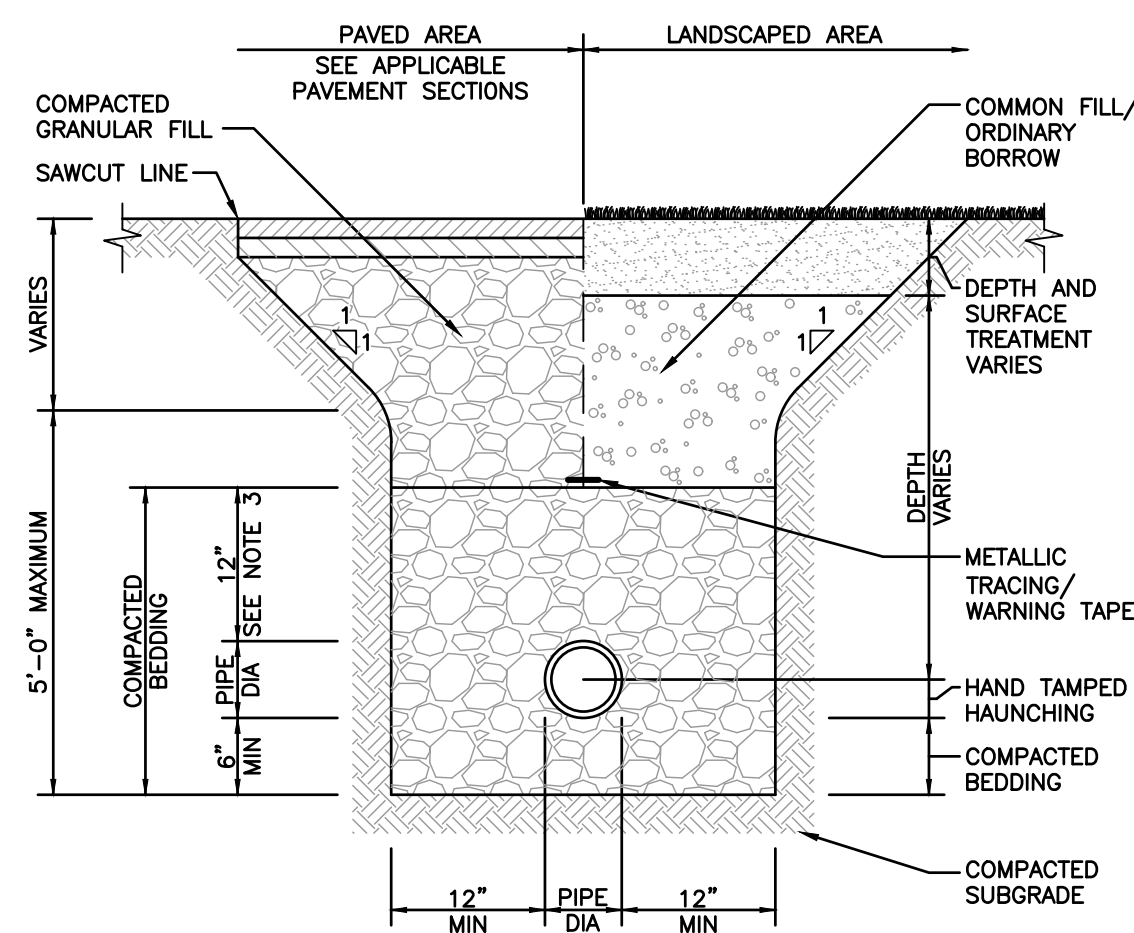 PAVED AREA
SEE APPLICABLE
PAVEMENT SECTIONS
LANDSCAPED AREA
COMPACTED
GRANULAR FILL
SAWCUT LINE
COMMON FILL/
ORDINARY
BORROW
VARIES
1
1
1
1
DEPTH AND
SURFACE
TREATMENT
VARIES
5'-0" MAXIMUM
COMPACTED
BEDDING
12"
SEE NOTE 3
PIPE
DIA
6"
MIN
DEPTH
VARIES
METALLIC
TRACING/
WARNING TAPE
HAND TAMPED
HAUNCHING
COMPACTED
BEDDING
COMPACTED
SUBGRADE
12"
MIN
PIPE
DIA
12"
MIN